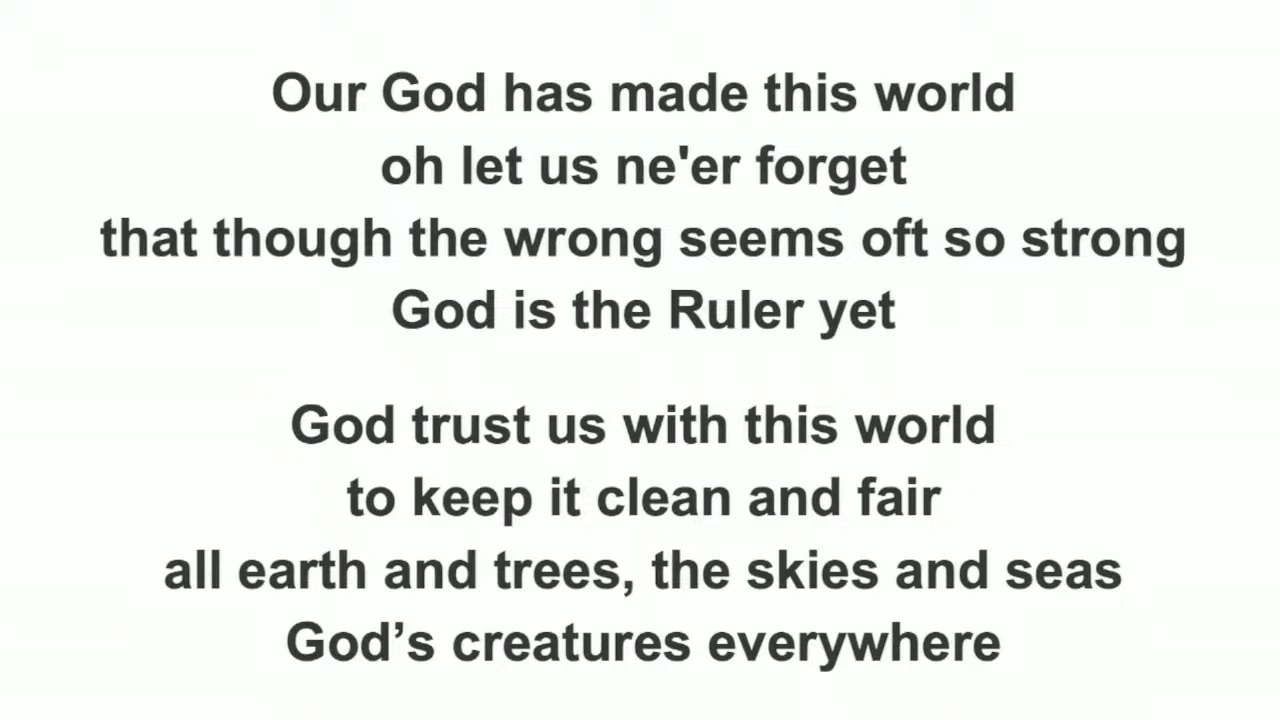 Our God has made this world
oh let us ne'er forget
that though the wrong seems oft so strong
God is the Ruler yet
God trust us with this world
to keep it clean and fair
all earth and trees, the skies and seas
God’s creatures everywhere